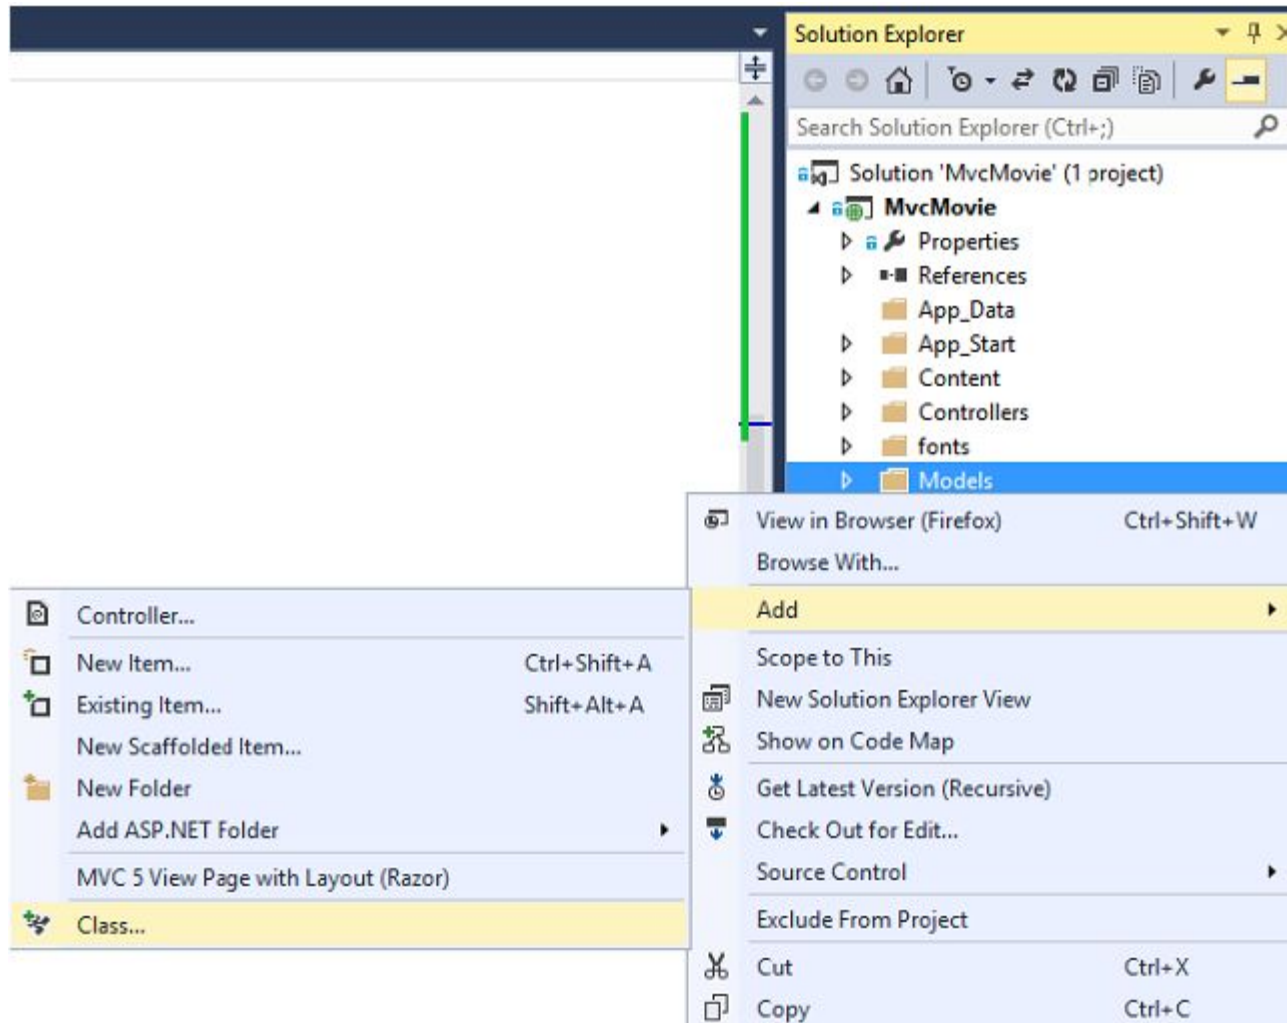 Solution Explorer
Search Solution Explorer (Ctrl+;)
Solution 'MvcMovie' (1 project)
MvcMovie
Properties
References
App_Data
App_Start
Content
Controllers
fonts
Models
View in Browser (Firefox) Ctrl+Shift+W
Browse With...
Add
Scope to This
New Solution Explorer View
Show on Code Map
Get Latest Version (Recursive)
Check Out for Edit...
Source Control
Exclude From Project
Cut Ctrl+X
Copy Ctrl+C
Controller...
New Item... Ctrl+Shift+A
Existing Item... Shift+Alt+A
New Scaffolded Item...
New Folder
Add ASP.NET Folder
MVC 5 View Page with Layout (Razor)
Class...